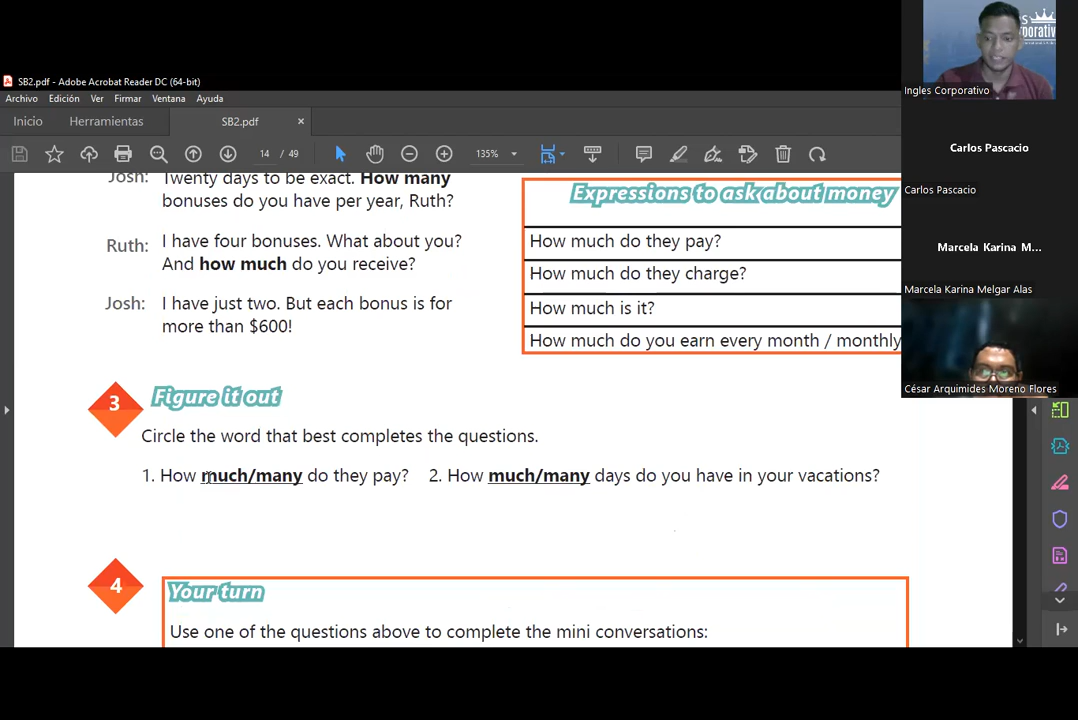 SB2.pdf - Adobe Acrobat Reader DC (64-bit)
Archivo Edición Ver Firmar Ventana Ayuda
Inicio Herramientas SB2.pdf ×
14 / 49 135%
Josh: Twenty days to be exact. How many
bonuses do you have per year, Ruth?
Ruth: I have four bonuses. What about you?
And how much do you receive?
Josh: I have just two. But each bonus is for
more than $600!
Expressions to ask about money
How much do they pay?
How much do they charge?
How much is it?
How much do you earn every month / monthly
3 Figure it out
Circle the word that best completes the questions.
1. How much/many do they pay? 2. How much/many days do you have in your vacations?
4 Your turn
Use one of the questions above to complete the mini conversations:
Ingles Corporativo
Carlos Pascacio
Carlos Pascacio
Marcela Karina M...
Marcela Karina Melgar Alas
César Arquimides Moreno Flores